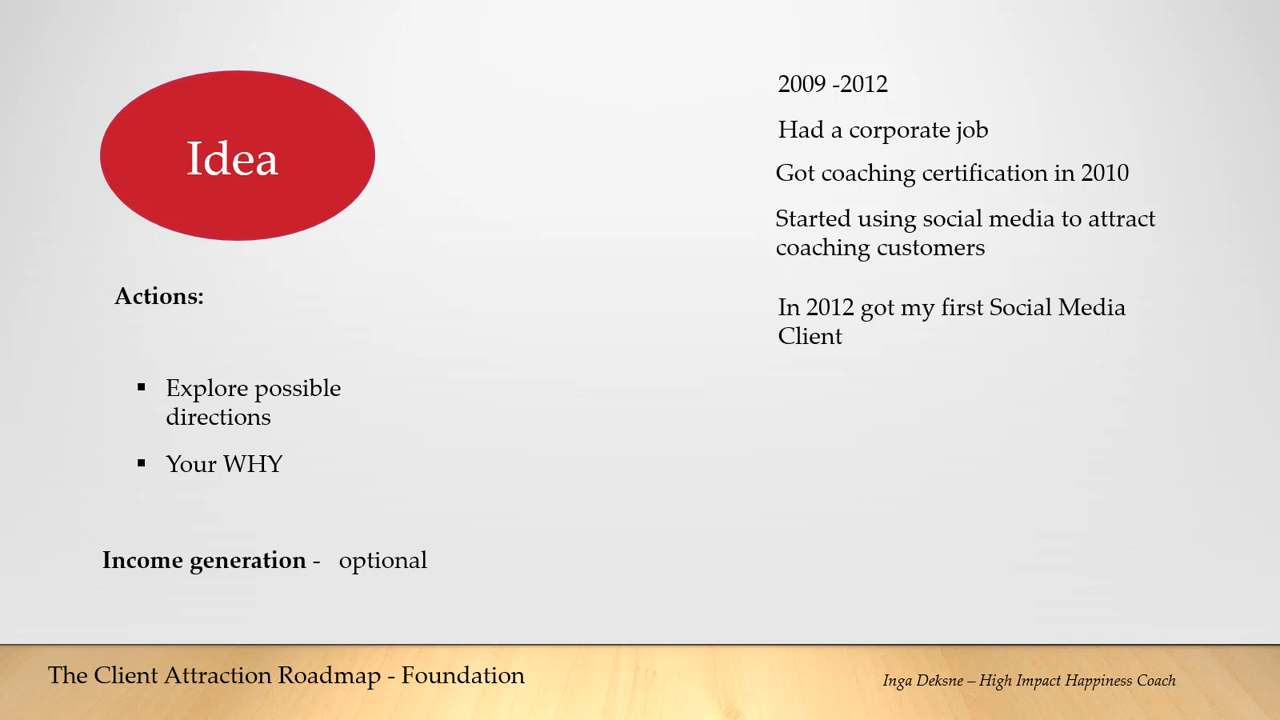 Idea
Actions:
▪ Explore possible
directions
▪ Your WHY
Income generation - optional
2009 -2012
Had a corporate job
Got coaching certification in 2010
Started using social media to attract
coaching customers
In 2012 got my first Social Media
Client
The Client Attraction Roadmap - Foundation
Inga Deksne – High Impact Happiness Coach